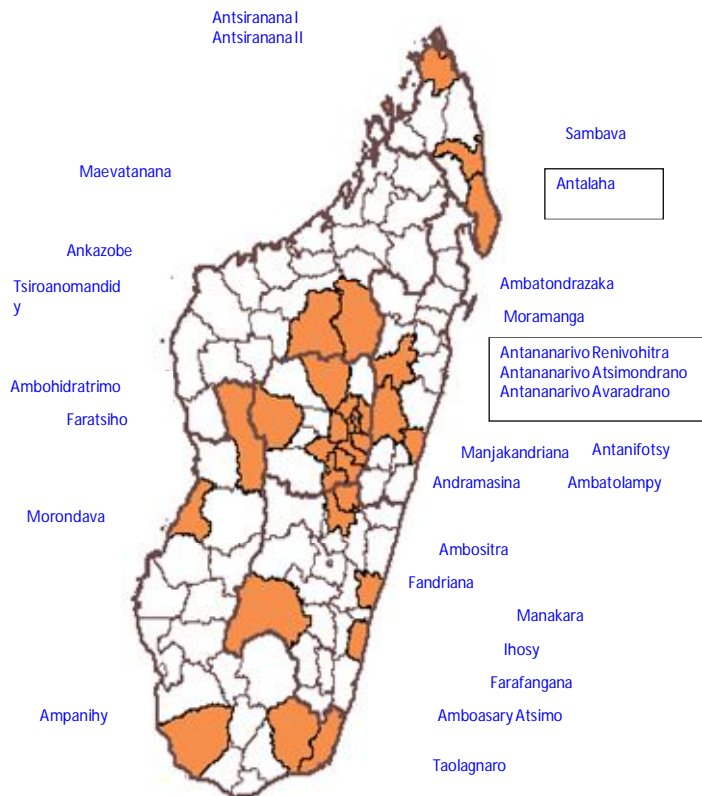 Antsiranana I
Antsiranana II
Sambava
Maevatanana
Antalaha
Ankazobe
Tsiroanomandid
y
Ambatondrazaka
Moramanga
Antananarivo Renivohitra
Antananarivo Atsimondrano
Antananarivo Avaradrano
Ambohidratrimo
Faratsiho
Manjakandriana
Antanifotsy
Andramasina
Ambatolampy
Morondava
Ambositra
Fandriana
Manakara
Ihosy
Farafangana
Ampanihy
Amboasary Atsimo
Taolagnaro